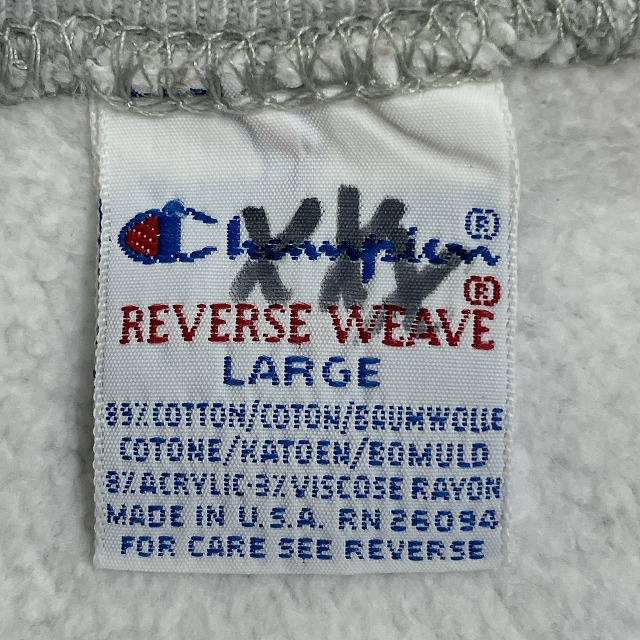 Champion ®
®
REVERSE WEAVE
LARGE
89% COTTON/COTON/BAUMWOLLE
COTONE/KATOEN/BOMULD
8% ACRYLIC·3% VISCOSE RAYON
MADE IN U.S.A. RN 26094
FOR CARE SEE REVERSE